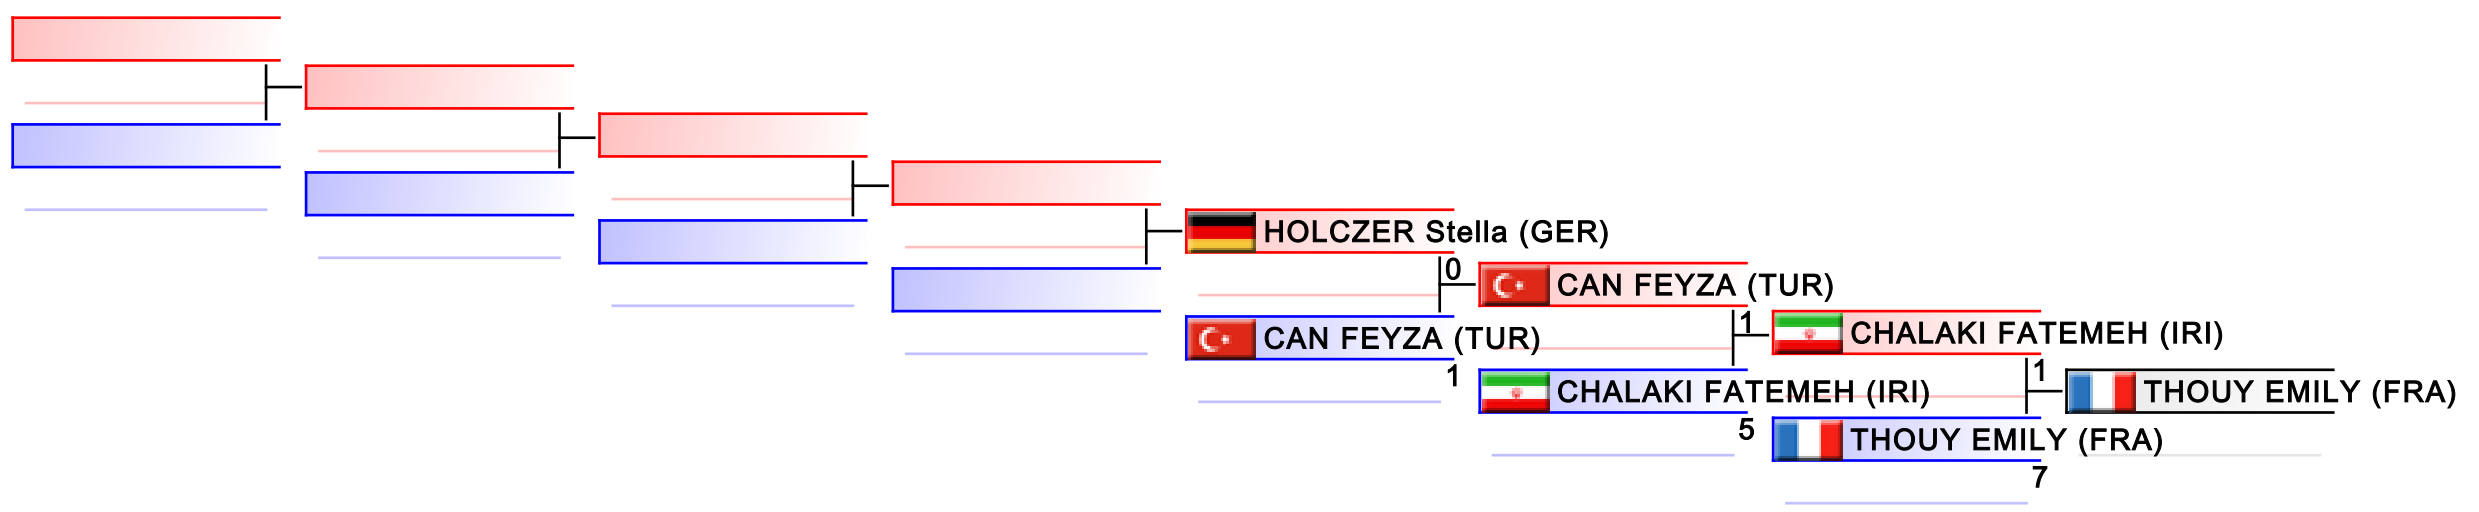 HOLCZER Stella (GER)
0
CAN FEYZA (TUR)
1
CAN FEYZA (TUR)
1
CHALAKI FATEMEH (IRI)
5
CHALAKI FATEMEH (IRI)
1
THOUY EMILY (FRA)
7
THOUY EMILY (FRA)